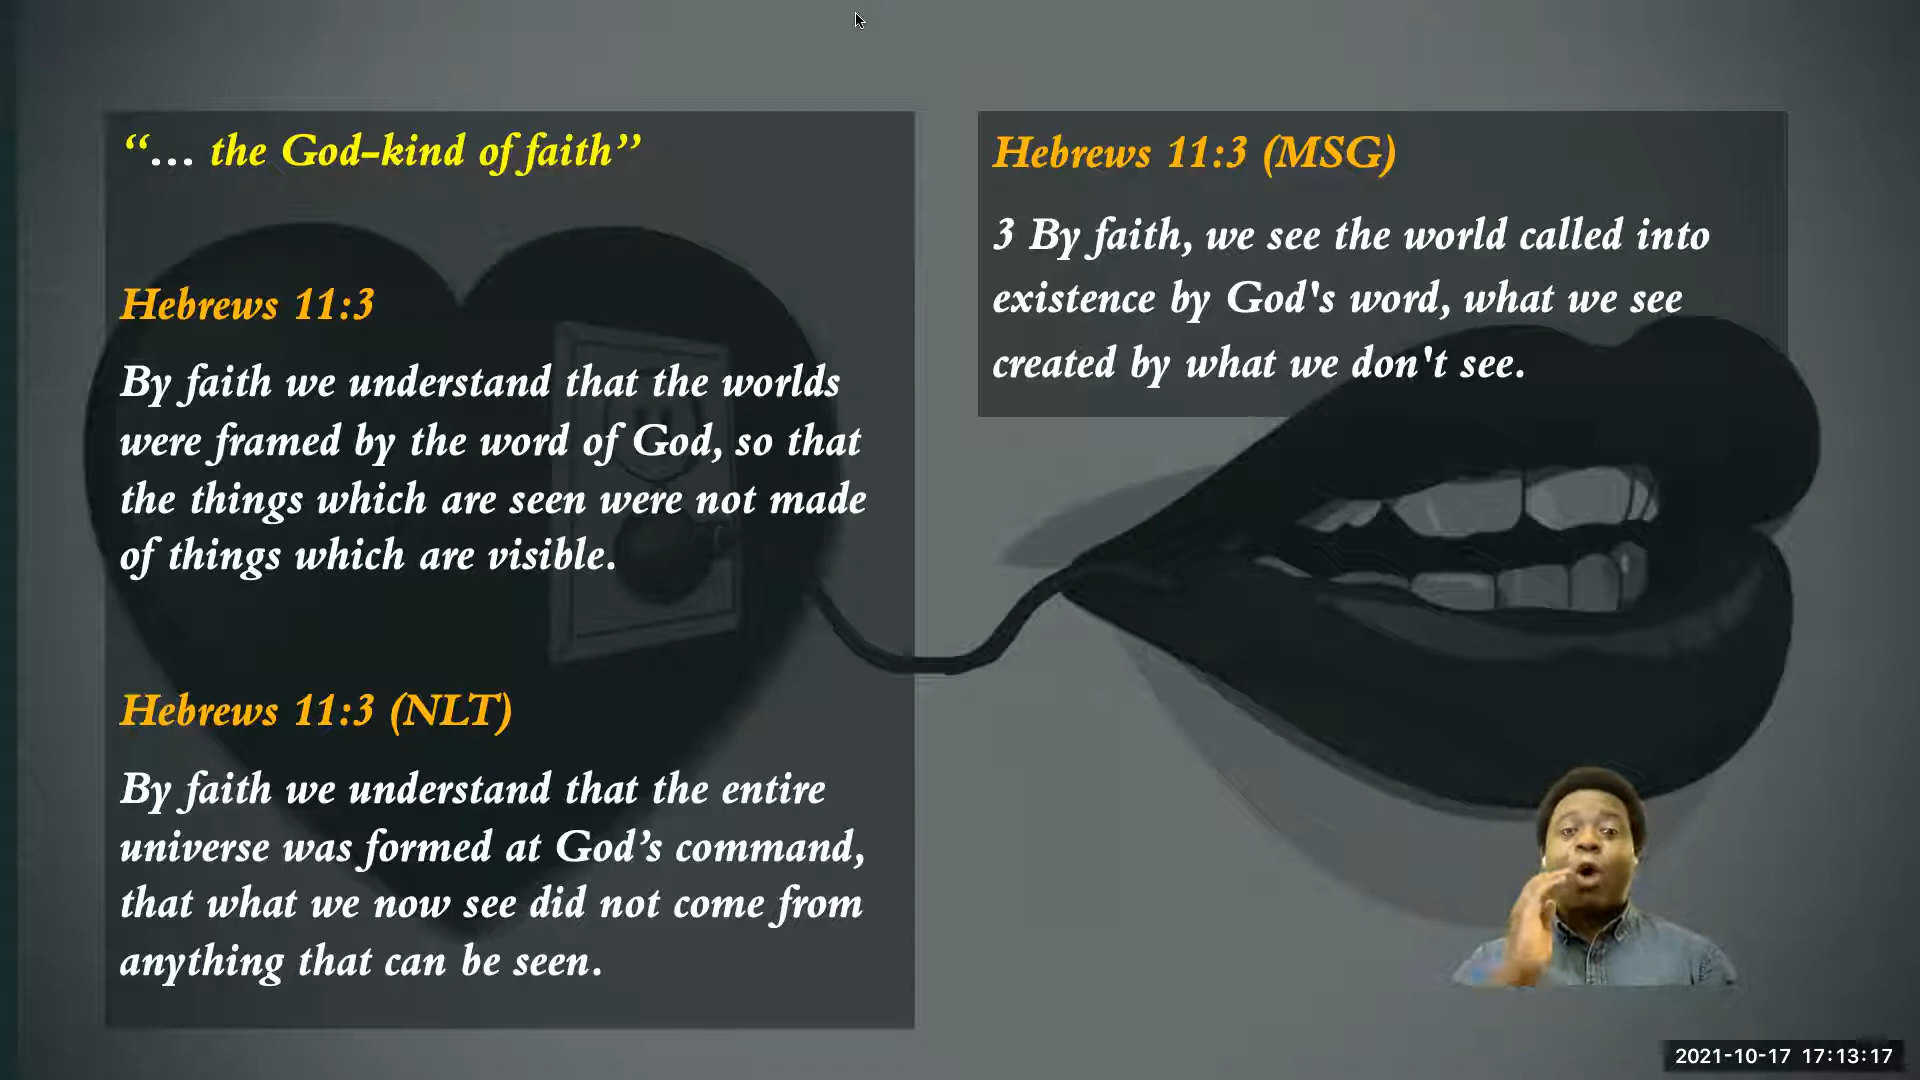 “... the God-kind of faith”
Hebrews 11:3
By faith we understand that the worlds
were framed by the word of God, so that
the things which are seen were not made
of things which are visible.
Hebrews 11:3 (NLT)
By faith we understand that the entire
universe was formed at God’s command,
that what we now see did not come from
anything that can be seen.
Hebrews 11:3 (MSG)
3 By faith, we see the world called into
existence by God's word, what we see
created by what we don't see.
2021-10-17 17:13:17